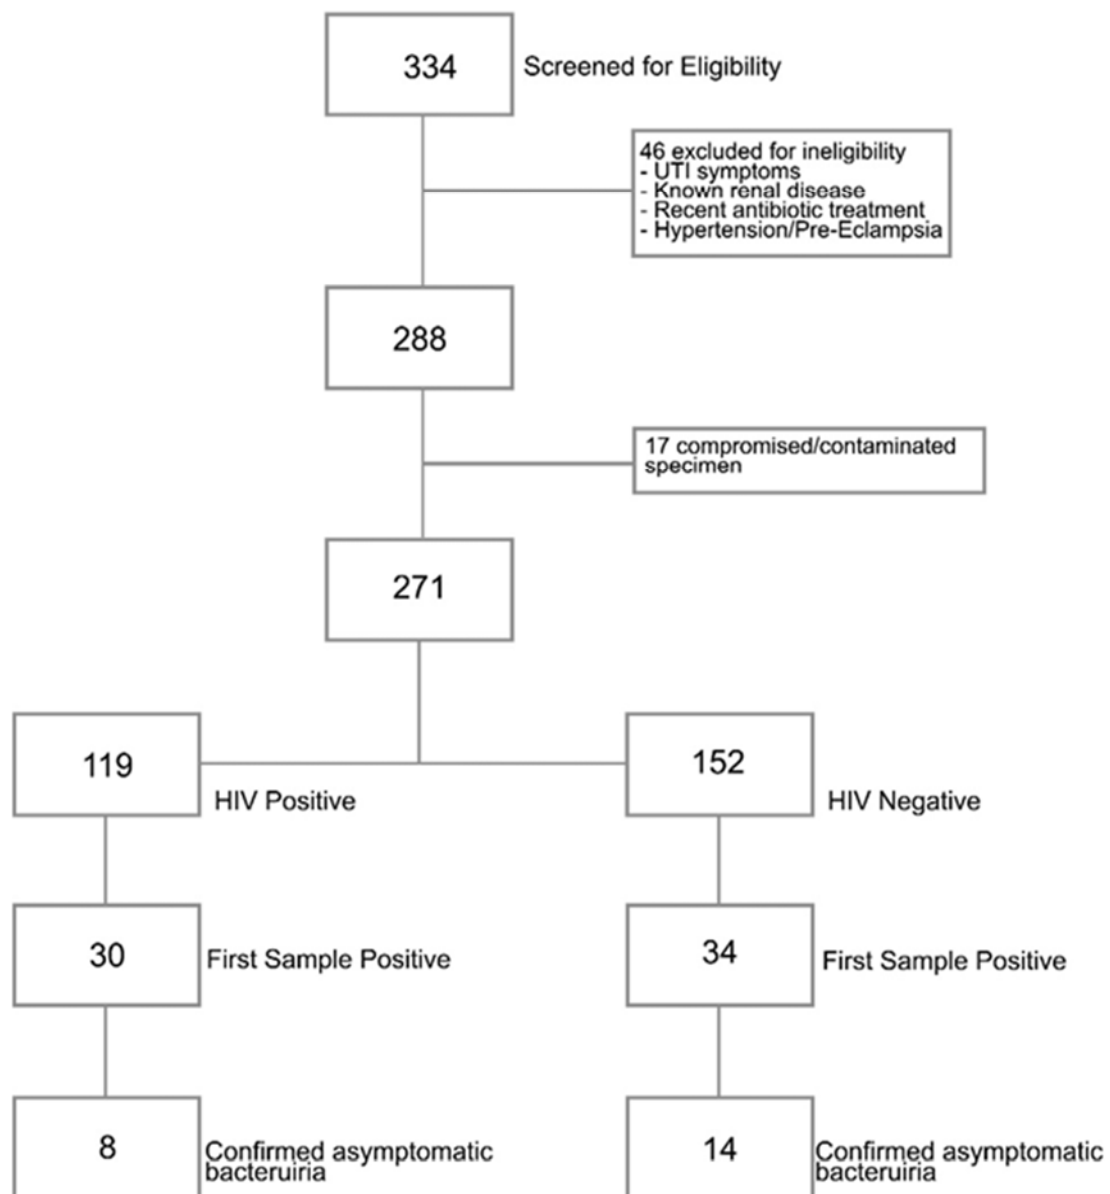 334
Screened for Eligibility
46 excluded for ineligibility
- UTI symptoms
- Known renal disease
- Recent antibiotic treatment
- Hypertension/Pre-Eclampsia
288
17 compromised/contaminated
specimen
271
119
HIV Positive
152
HIV Negative
30
First Sample Positive
34
First Sample Positive
8
Confirmed asymptomatic
bacteruiria
14
Confirmed asymptomatic
bacteruiria